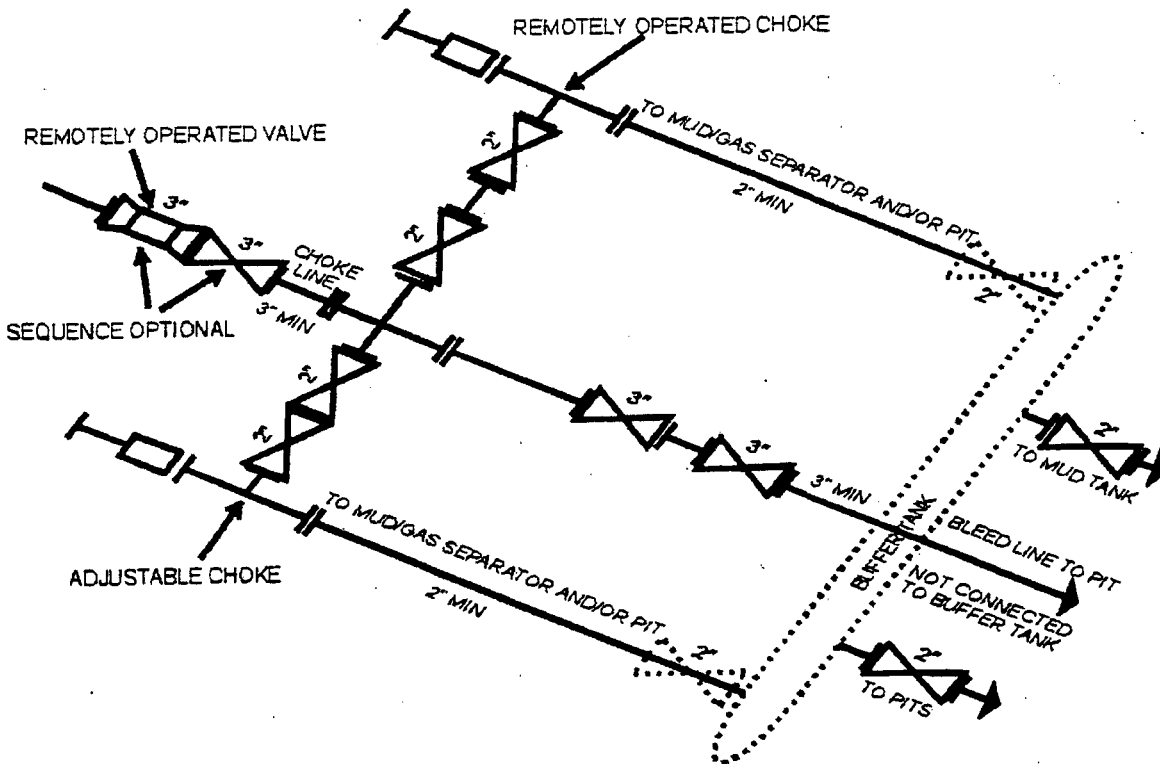 REMOTELY OPERATED CHOKE
REMOTELY OPERATED VALVE
TO MUD/GAS SEPARATOR AND/OR PIT
2" MIN
2"
2"
2"
3"
3"
CHOKE
LINE
3" MIN
SEQUENCE OPTIONAL
2"
2"
3"
3"
3" MIN
2"
TO MUD TANK
BUFFER TANK
BLEED LINE TO PIT
NOT CONNECTED
TO BUFFER TANK
TO MUD/GAS SEPARATOR AND/OR PIT
2" MIN
ADJUSTABLE CHOKE
2"
2"
TO PITS